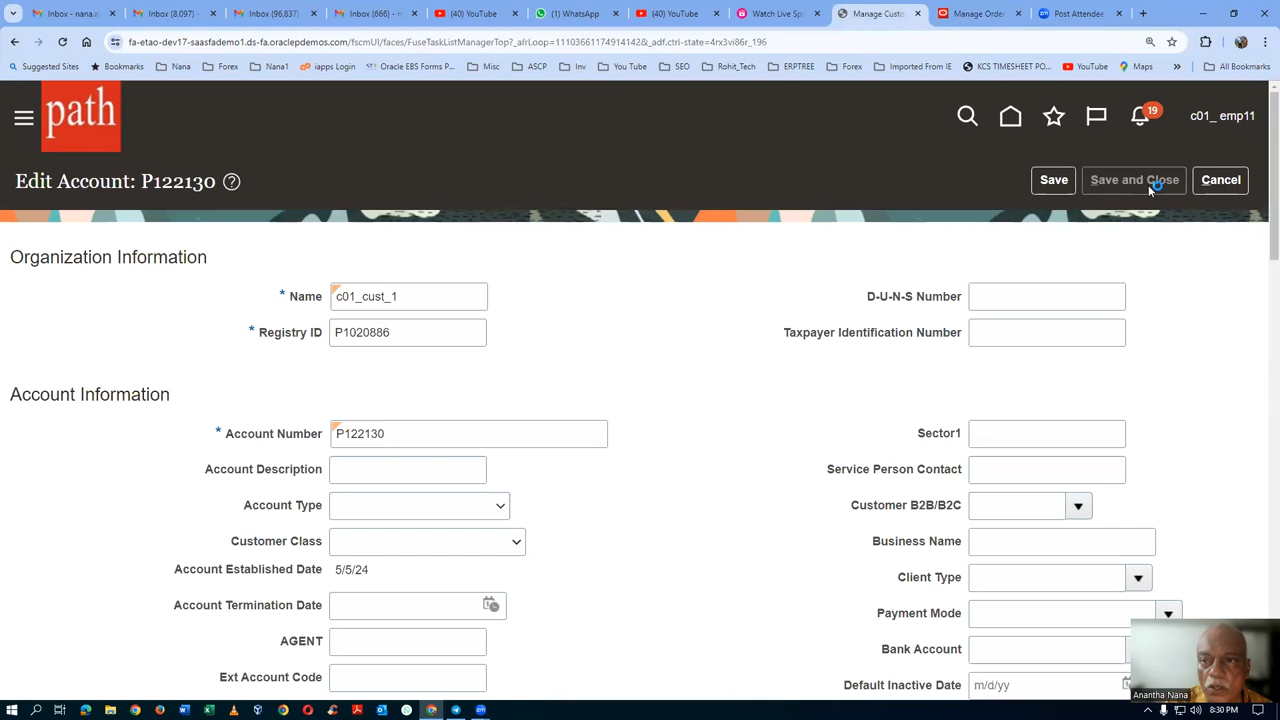 Inbox - nana.e
Inbox (8,097) -
Inbox (96,837)
Inbox (666) - n
(40) YouTube
(1) WhatsApp
(40) YouTube
Watch Live Spo
Manage Custo
Manage Order
Post Attendee
fa-etao-dev17-saasfademo1.ds-fa.oraclepdemos.com/fscmUI/faces/FuseTaskListManagerTop?_afrLoop=11103661174914142&_adf.ctrl-state=4rx3vi86r_196
Suggested Sites
Bookmarks
Nana
Forex
Nana1
iapps Login
Oracle EBS Forms P...
Misc
ASCP
Inv
You Tube
SEO
Rohit_Tech
ERPTREE
Forex
Imported From IE
KCS TIMESHEET PO...
YouTube
Maps
»
All Bookmarks
path
19
c01_ emp11
Edit Account: P122130 ?
Save
Save and Close
Cancel
Organization Information
* Name c01_cust_1
D-U-N-S Number
* Registry ID P1020886
Taxpayer Identification Number
Account Information
* Account Number P122130
Sector1
Account Description
Service Person Contact
Account Type
Customer B2B/B2C
Customer Class
Business Name
Account Established Date 5/5/24
Client Type
Account Termination Date
Payment Mode
AGENT
Bank Account
Ext Account Code
Default Inactive Date m/d/yy
Anantha Nana
8:30 PM